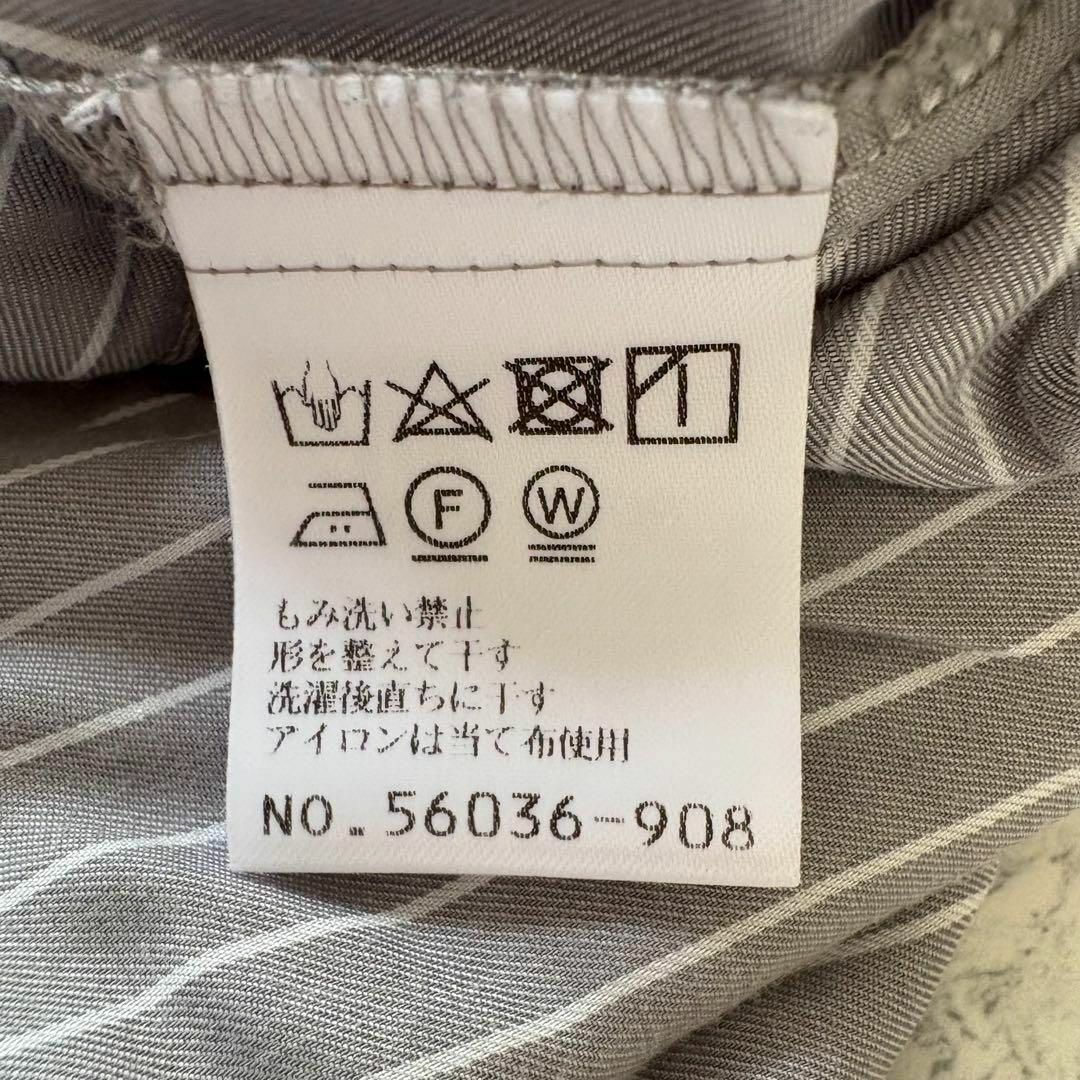 F
W
もみ洗い禁止
形を整えて干す
洗濯後直ちに干す
アイロンは当て布使用
NO.56036-908